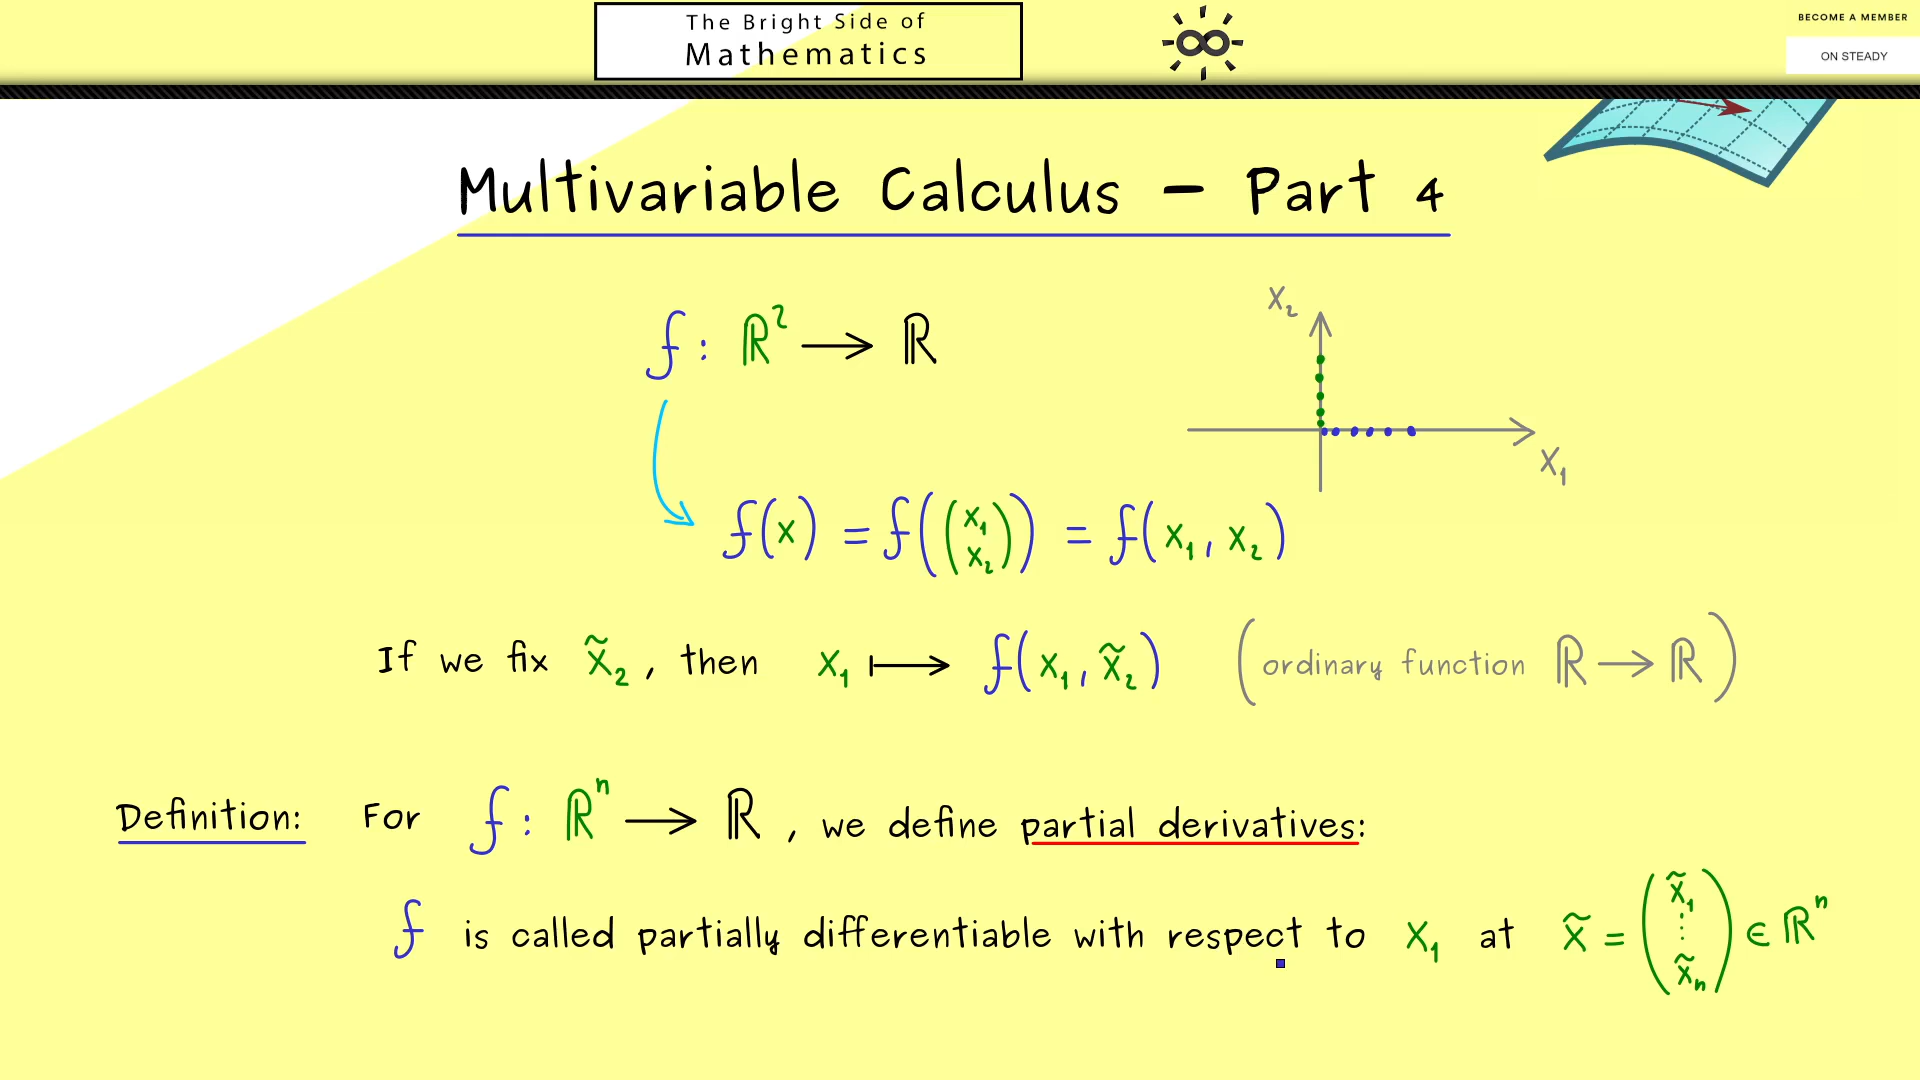 The Bright Side of
Mathematics
BECOME A MEMBER
ON STEADY
Multivariable Calculus – Part 4
f: ℝ² ⟶ ℝ
x₂
x₁
f(x) = f((x₁ x₂)) = f(x₁, x₂)
If we fix x̃₂, then x₁ ⟼ f(x₁, x̃₂) (ordinary function ℝ ⟶ ℝ)
Definition: For f: ℝⁿ ⟶ ℝ, we define partial derivatives:
f is called partially differentiable with respect to x₁ at x̃ = (x̃₁ ⋮ x̃ₙ) ∈ ℝⁿ